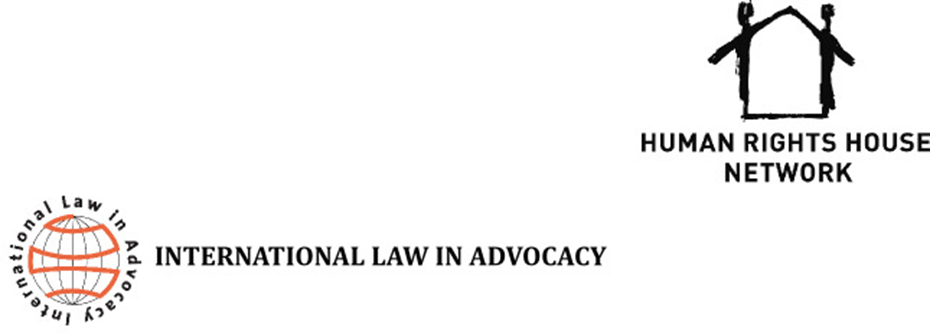 HUMAN RIGHTS HOUSE
NETWORK
International Law in Advocacy
INTERNATIONAL LAW IN ADVOCACY